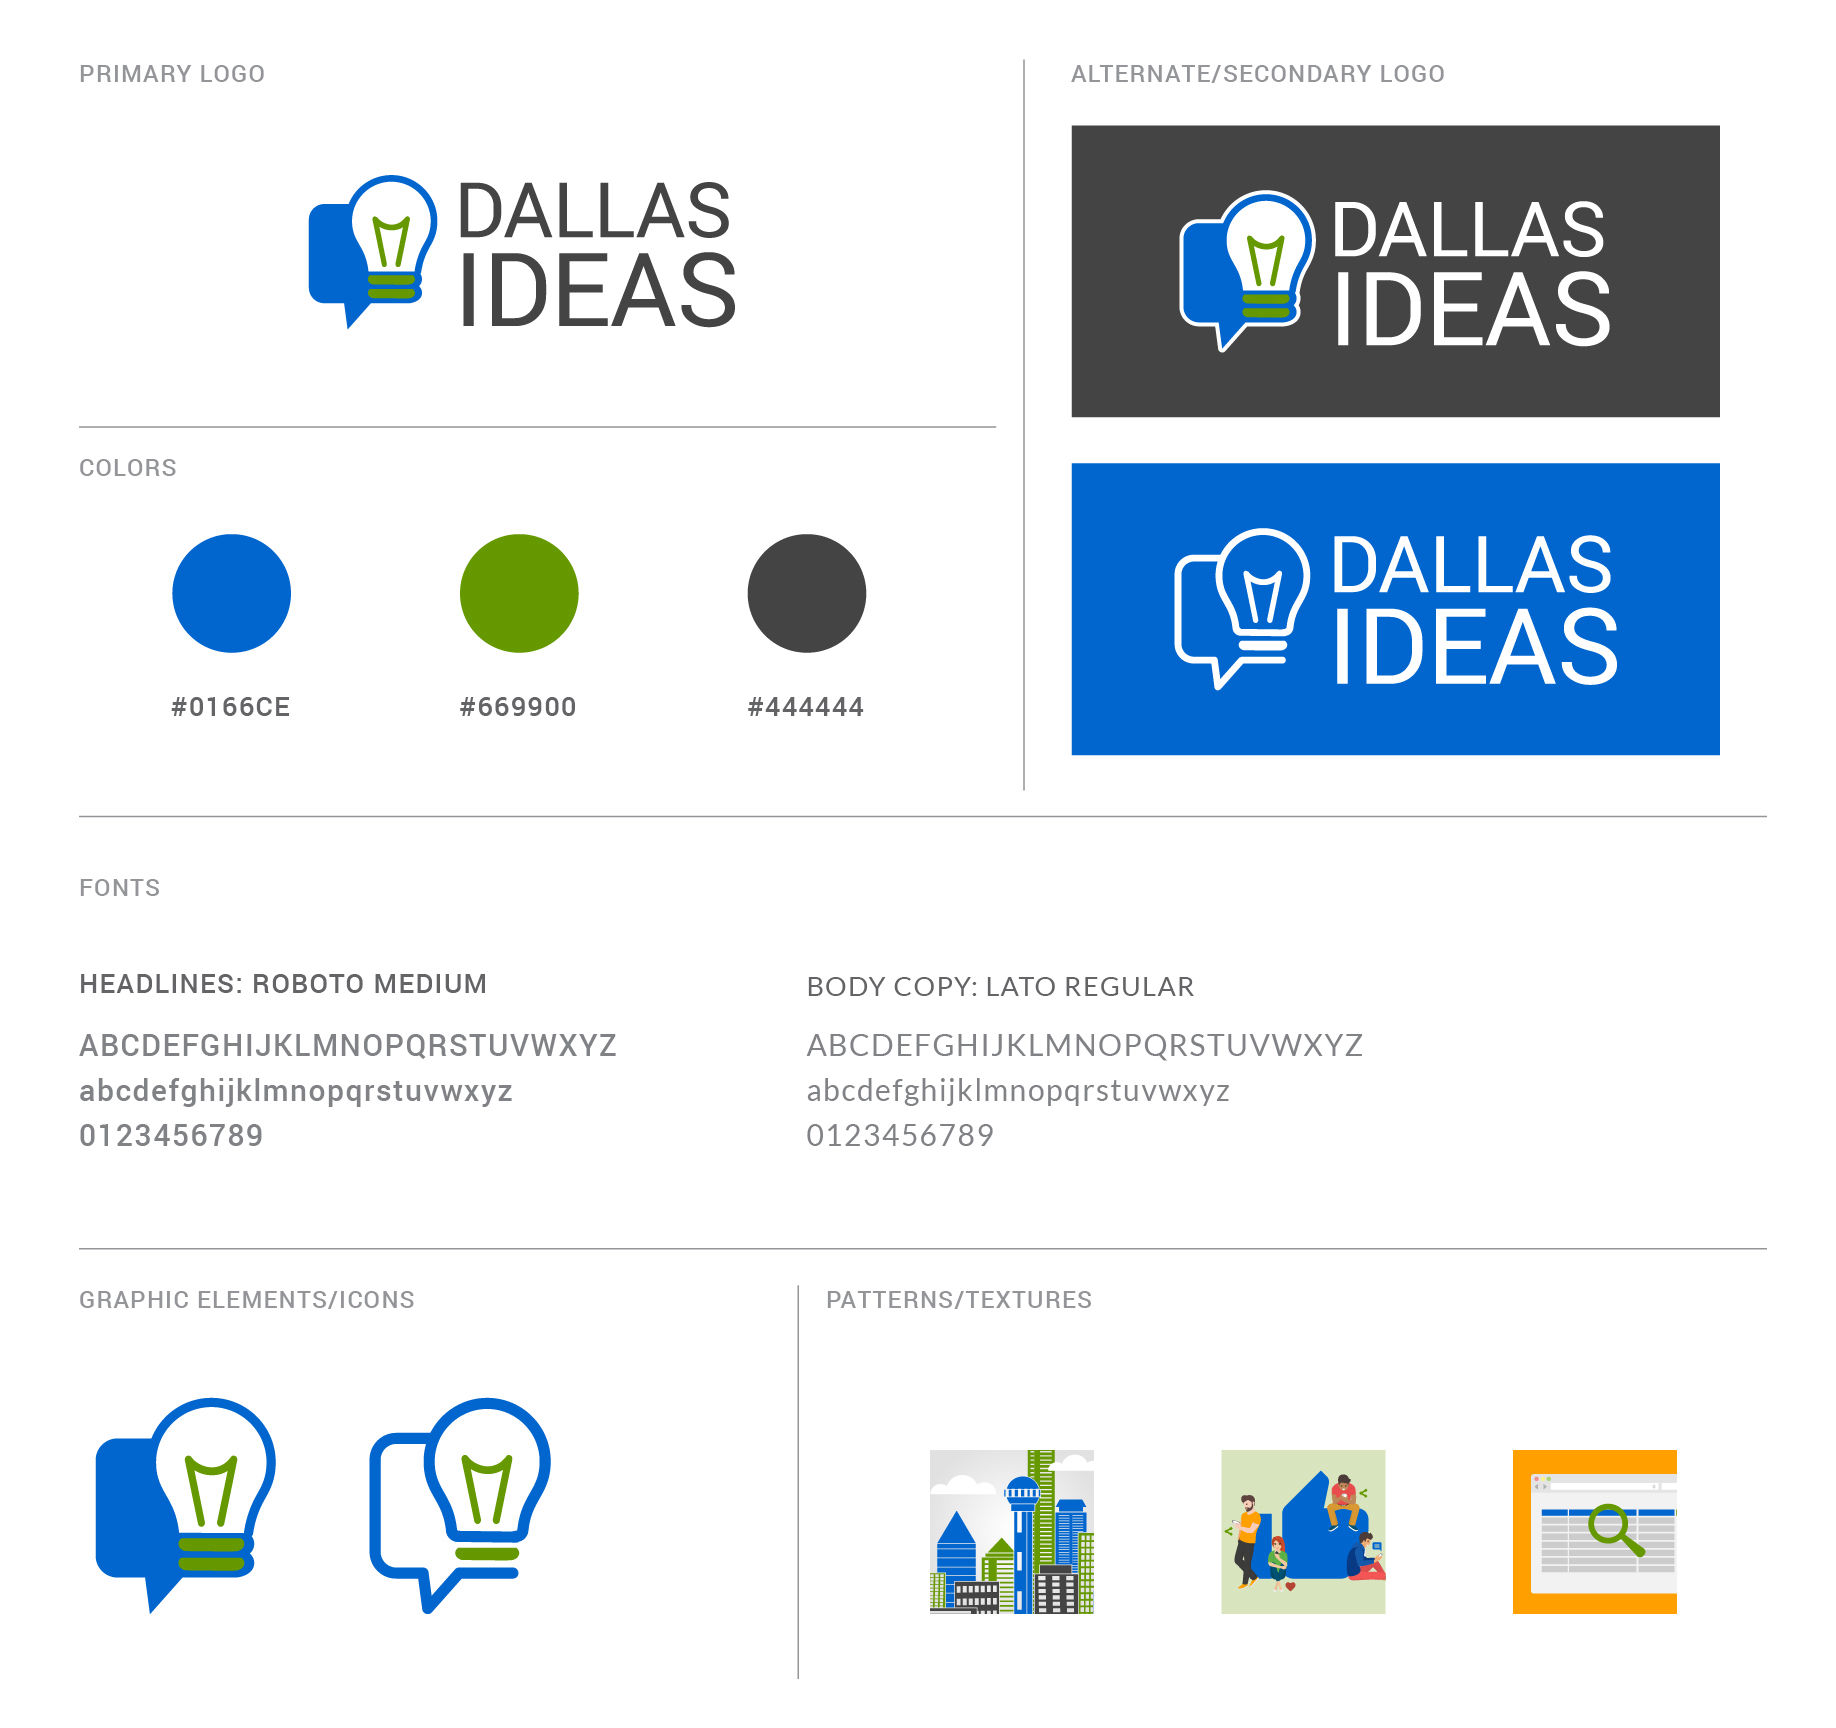 PRIMARY LOGO
DALLAS
IDEAS
ALTERNATE/SECONDARY LOGO
DALLAS
IDEAS
DALLAS
IDEAS
COLORS
#0166CE
#669900
#444444
FONTS
HEADLINES: ROBOTO MEDIUM
ABCDEFGHIJKLMNOPQRSTUVWXYZ
abcdefghijklmnopqrstuvwxyz
0123456789
BODY COPY: LATO REGULAR
ABCDEFGHIJKLMNOPQRSTUVWXYZ
abcdefghijklmnopqrstuvwxyz
0123456789
GRAPHIC ELEMENTS/ICONS
PATTERNS/TEXTURES